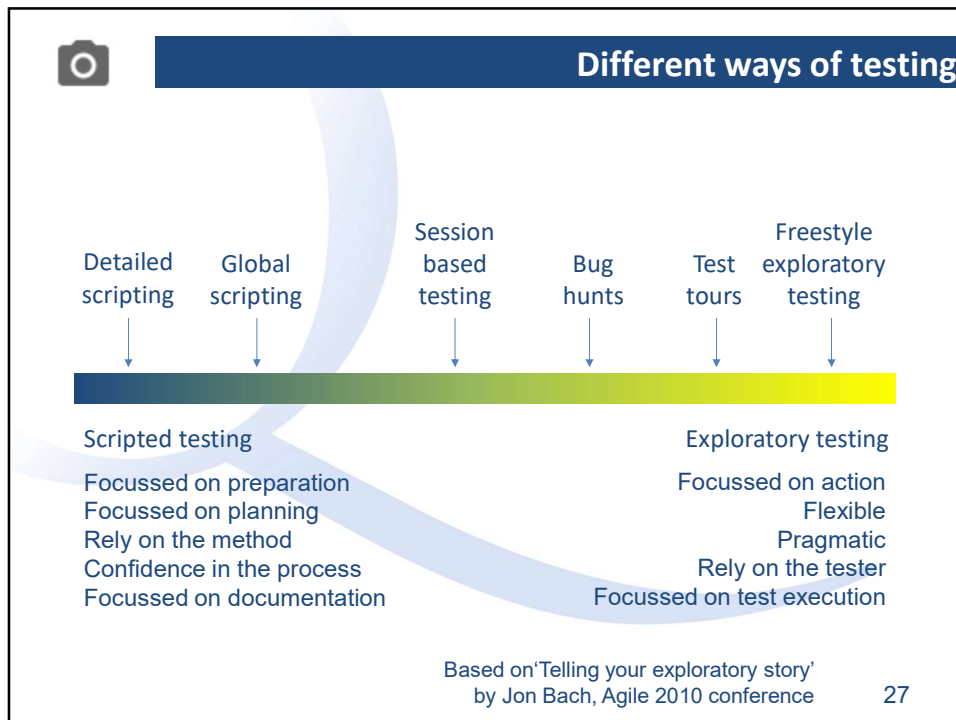 Different ways of testing
Detailed
scripting
Global
scripting
Session
based
testing
Bug
hunts
Test
tours
Freestyle
exploratory
testing
Scripted testing
Focussed on preparation
Focussed on planning
Rely on the method
Confidence in the process
Focussed on documentation
Exploratory testing
Focussed on action
Flexible
Pragmatic
Rely on the tester
Focussed on test execution
Based on‘Telling your exploratory story’
by Jon Bach, Agile 2010 conference
27